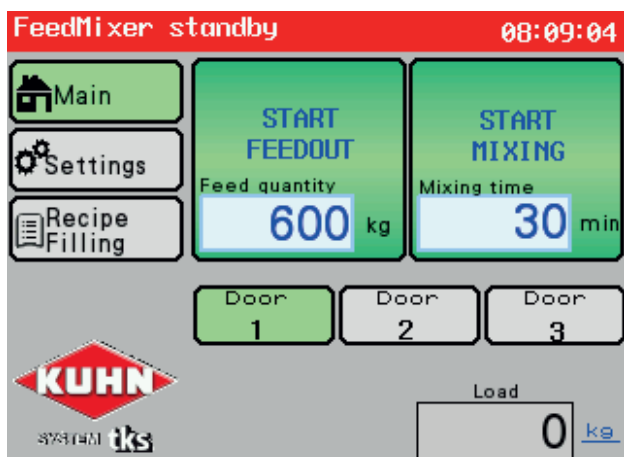 FeedMixer standby 08:09:04
Main
Settings
Recipe
Filling
START
FEEDOUT
Feed quantity
600 kg
START
MIXING
Mixing time
30 min
Door
1
Door
2
Door
3
KUHN
SYSTEM tks
Load
0 kg